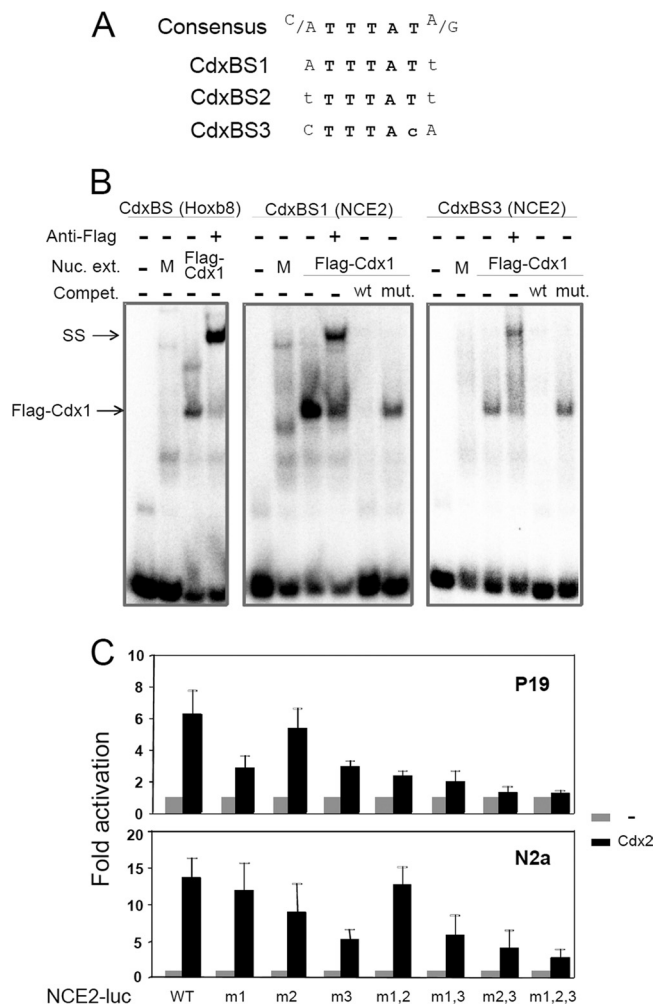 A
Consensus C/A T T T A T A/G
CdxBS1 A T T T A T t
CdxBS2 t T T T A T t
CdxBS3 C T T T A c A
B
CdxBS (Hoxb8) CdxBS1 (NCE2) CdxBS3 (NCE2)
Anti-Flag - - - + - - - + - - - - - + - -
Nuc. ext. - M Flag-Cdx1 - M Flag-Cdx1 - M Flag-Cdx1
Compet. - - - - - - - - wt mut. - - - - wt mut.
SS
Flag-Cdx1
C
10
8
6
4
2
0
P19
Fold activation
20
15
10
5
0
N2a
-
Cdx2
NCE2-luc WT m1 m2 m3 m1,2 m1,3 m2,3 m1,2,3